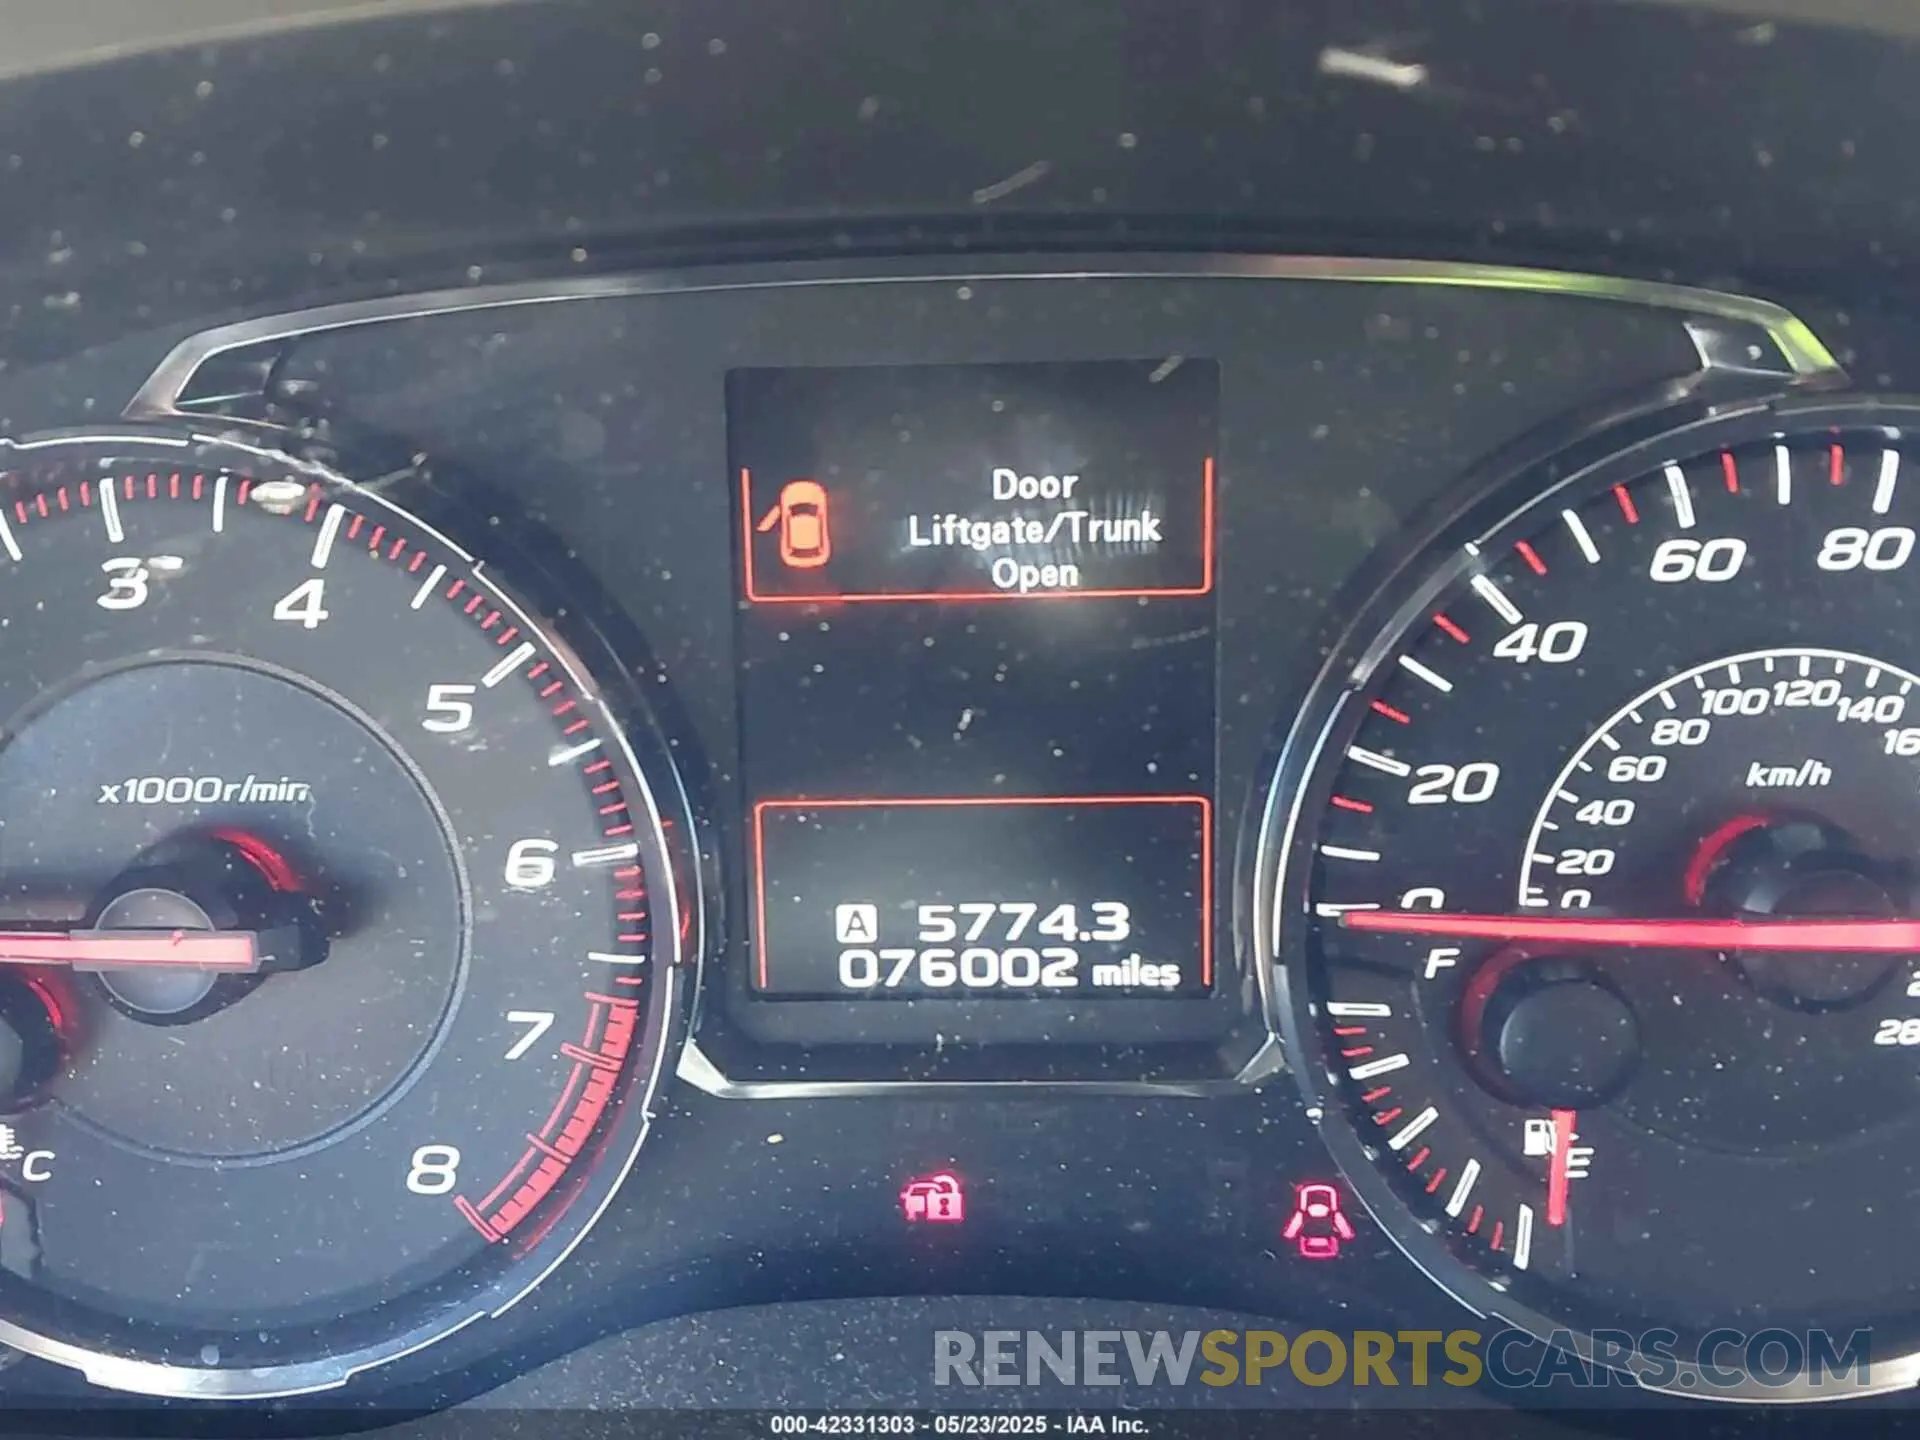 Door
Liftgate/Trunk
Open
3
4
5
6
7
8
x1000r/min
C
A 5774.3
076002 miles
0
20
40
60
80
0
20
40
60
80
100
120
140
km/h
F
E
RENEWSPORTSCARS.COM
000-42331303 - 05/23/2025 - IAA Inc.